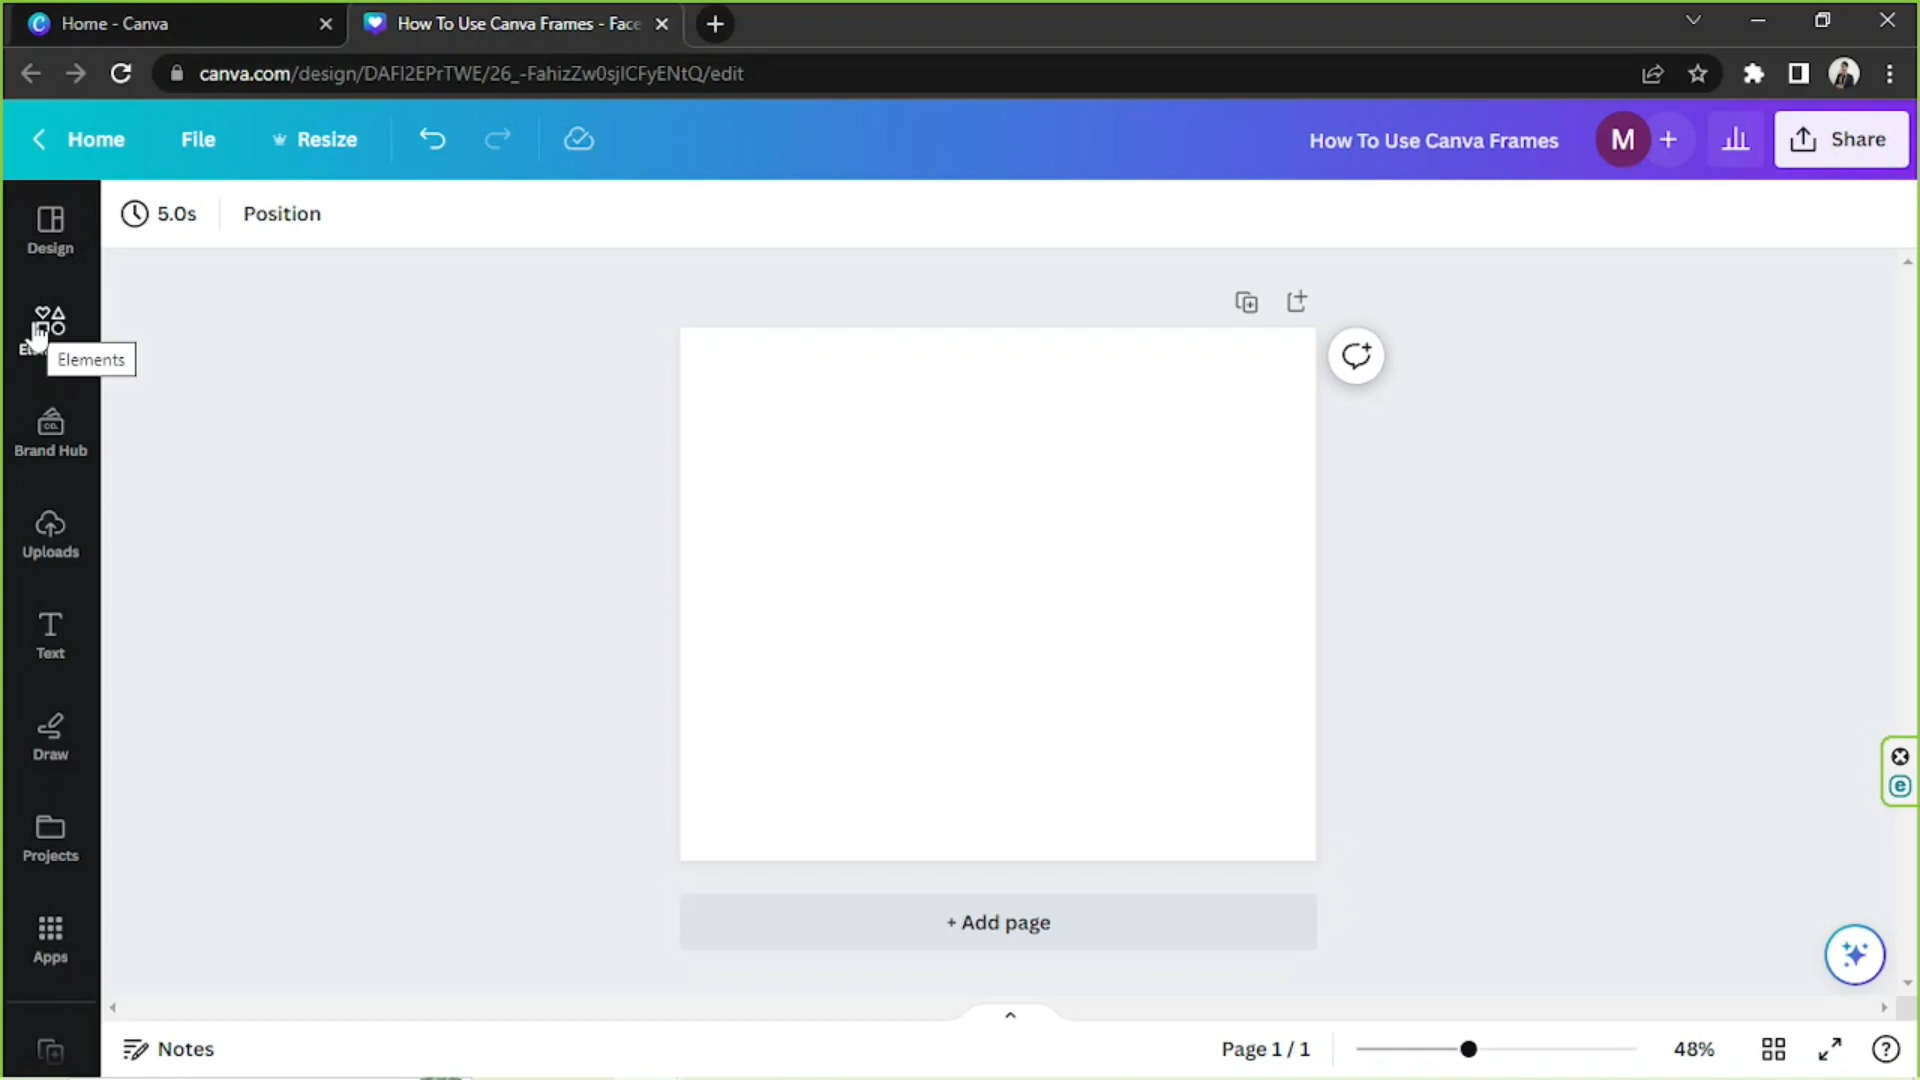 Home - Canva
How To Use Canva Frames - Face
canva.com/design/DAFI2EPrTWE/26_-FahizZw0sjlCFyENtQ/edit
Home
File
Resize
How To Use Canva Frames
M
Share
5.0s
Position
Design
Elements
Brand Hub
Uploads
Text
Draw
Projects
Apps
+ Add page
Notes
Page 1 / 1
48%